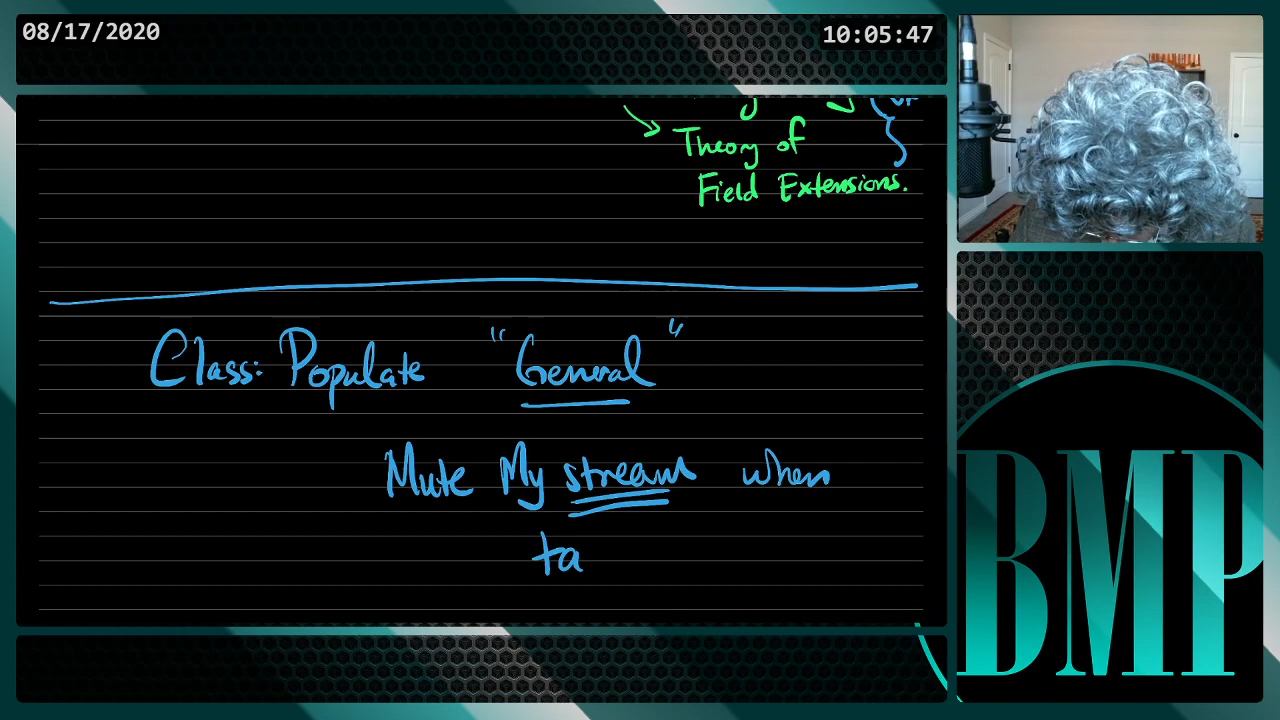 08/17/2020
10:05:47
Theory of
Field Extensions.
Class: Populate "General"
Mute My stream when
ta
BMP